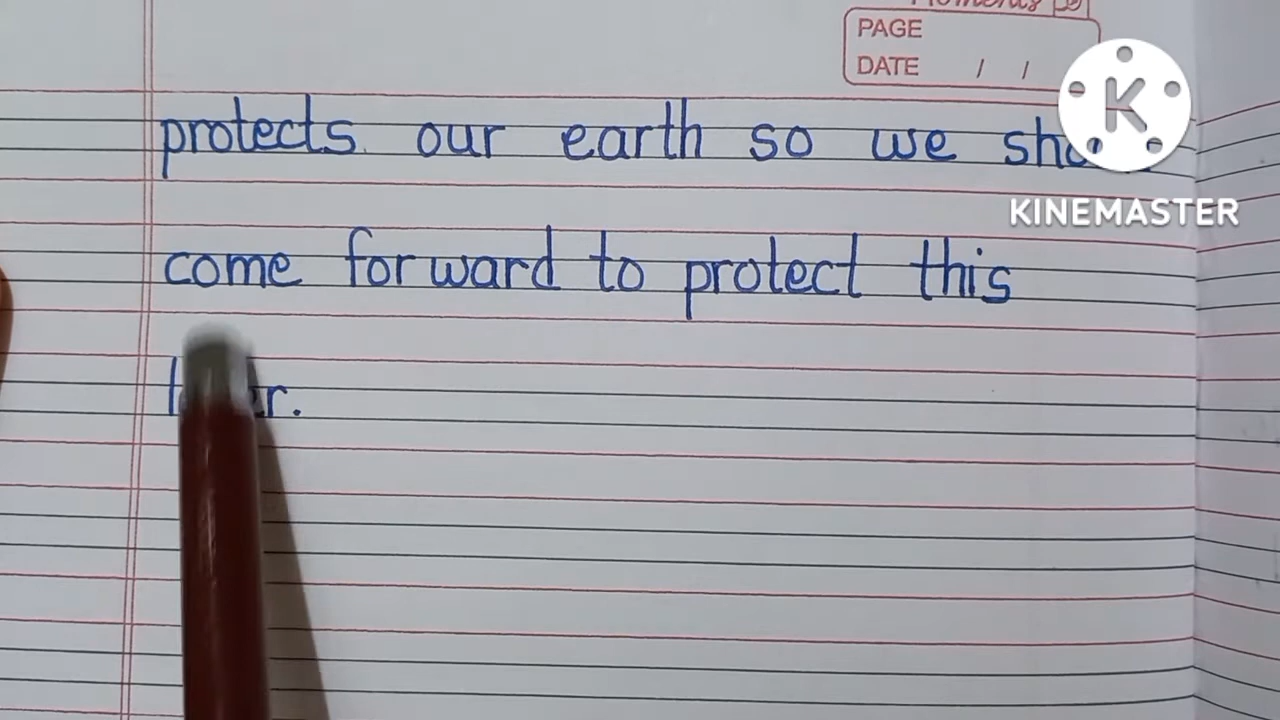 PAGE
DATE / /
protects our earth so we
come forward to protect this
KINEMASTER